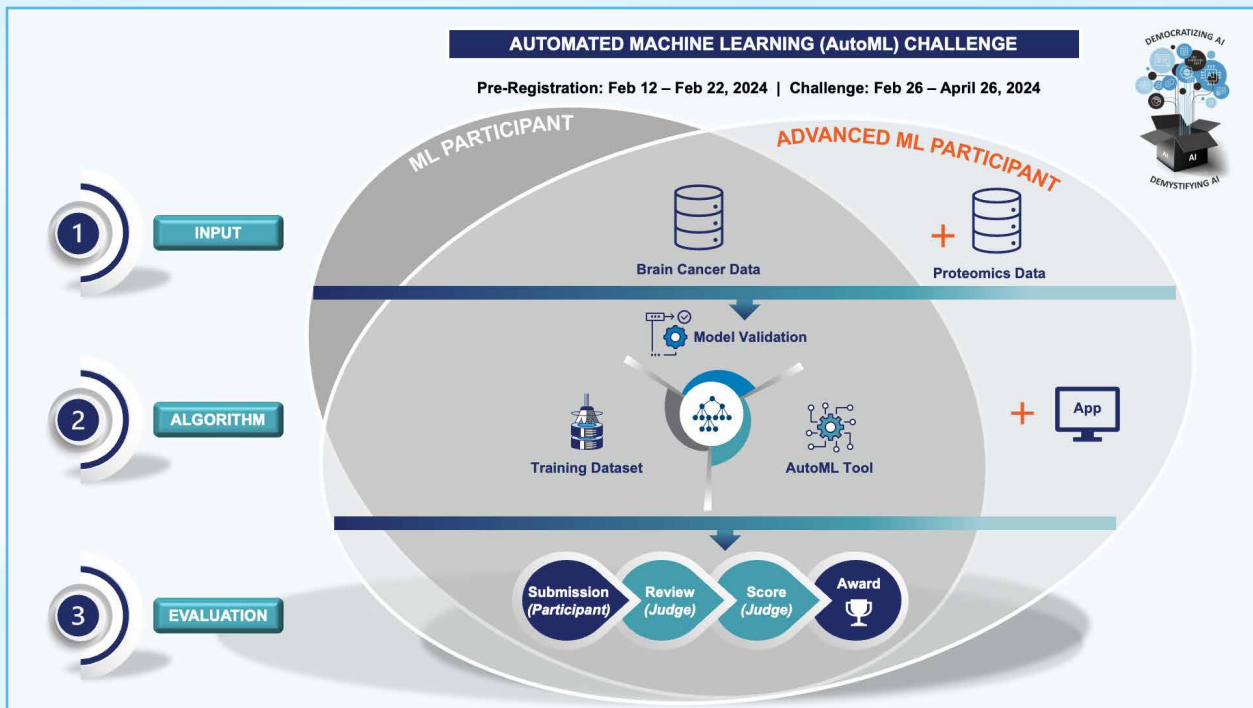 AUTOMATED MACHINE LEARNING (AutoML) CHALLENGE
DEMOCRATIZING AI
Pre-Registration: Feb 12 – Feb 22, 2024 | Challenge: Feb 26 – April 26, 2024
AI
AI
DEMYSTIFYING AI
ML PARTICIPANT
ADVANCED ML PARTICIPANT
1
INPUT
Brain Cancer Data
+
Proteomics Data
Model Validation
2
ALGORITHM
Training Dataset
AutoML Tool
+
App
3
EVALUATION
Submission
(Participant)
Review
(Judge)
Score
(Judge)
Award